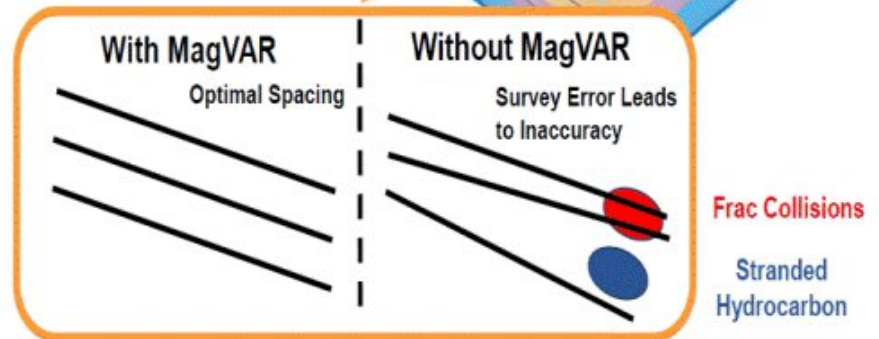 With MagVAR
Optimal Spacing
Without MagVAR
Survey Error Leads
to Inaccuracy
Frac Collisions
Stranded
Hydrocarbon